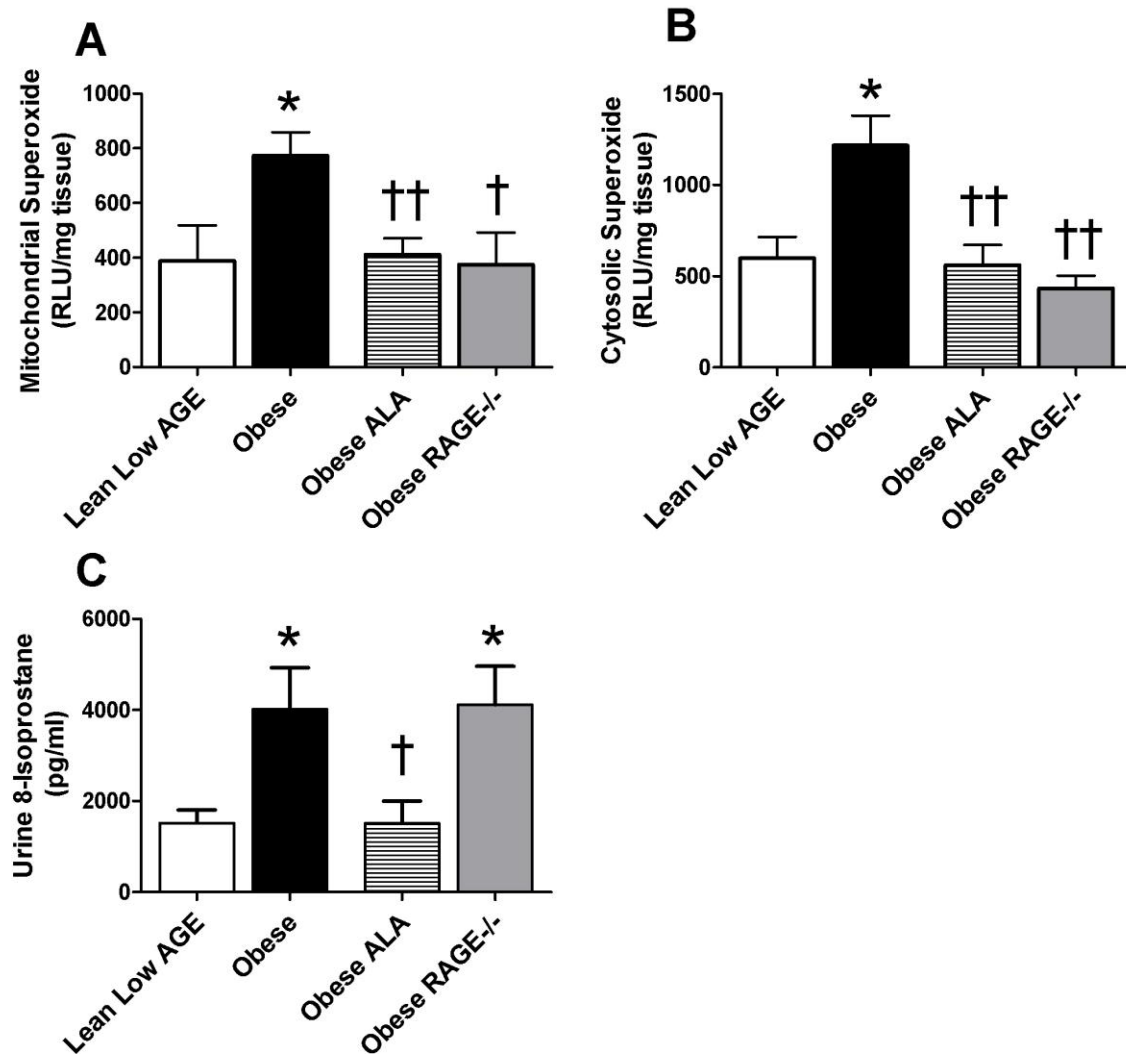 A
Mitochondrial Superoxide
(RLU/mg tissue)
1000
800
600
400
200
0
*
††
†
Lean Low AGE
Obese
Obese ALA
Obese RAGE-/-
B
Cytosolic Superoxide
(RLU/mg tissue)
1500
1000
500
0
*
††
††
Lean Low AGE
Obese
Obese ALA
Obese RAGE-/-
C
Urine 8-Isoprostane
(pg/ml)
6000
4000
2000
0
*
†
*
Lean Low AGE
Obese
Obese ALA
Obese RAGE-/-